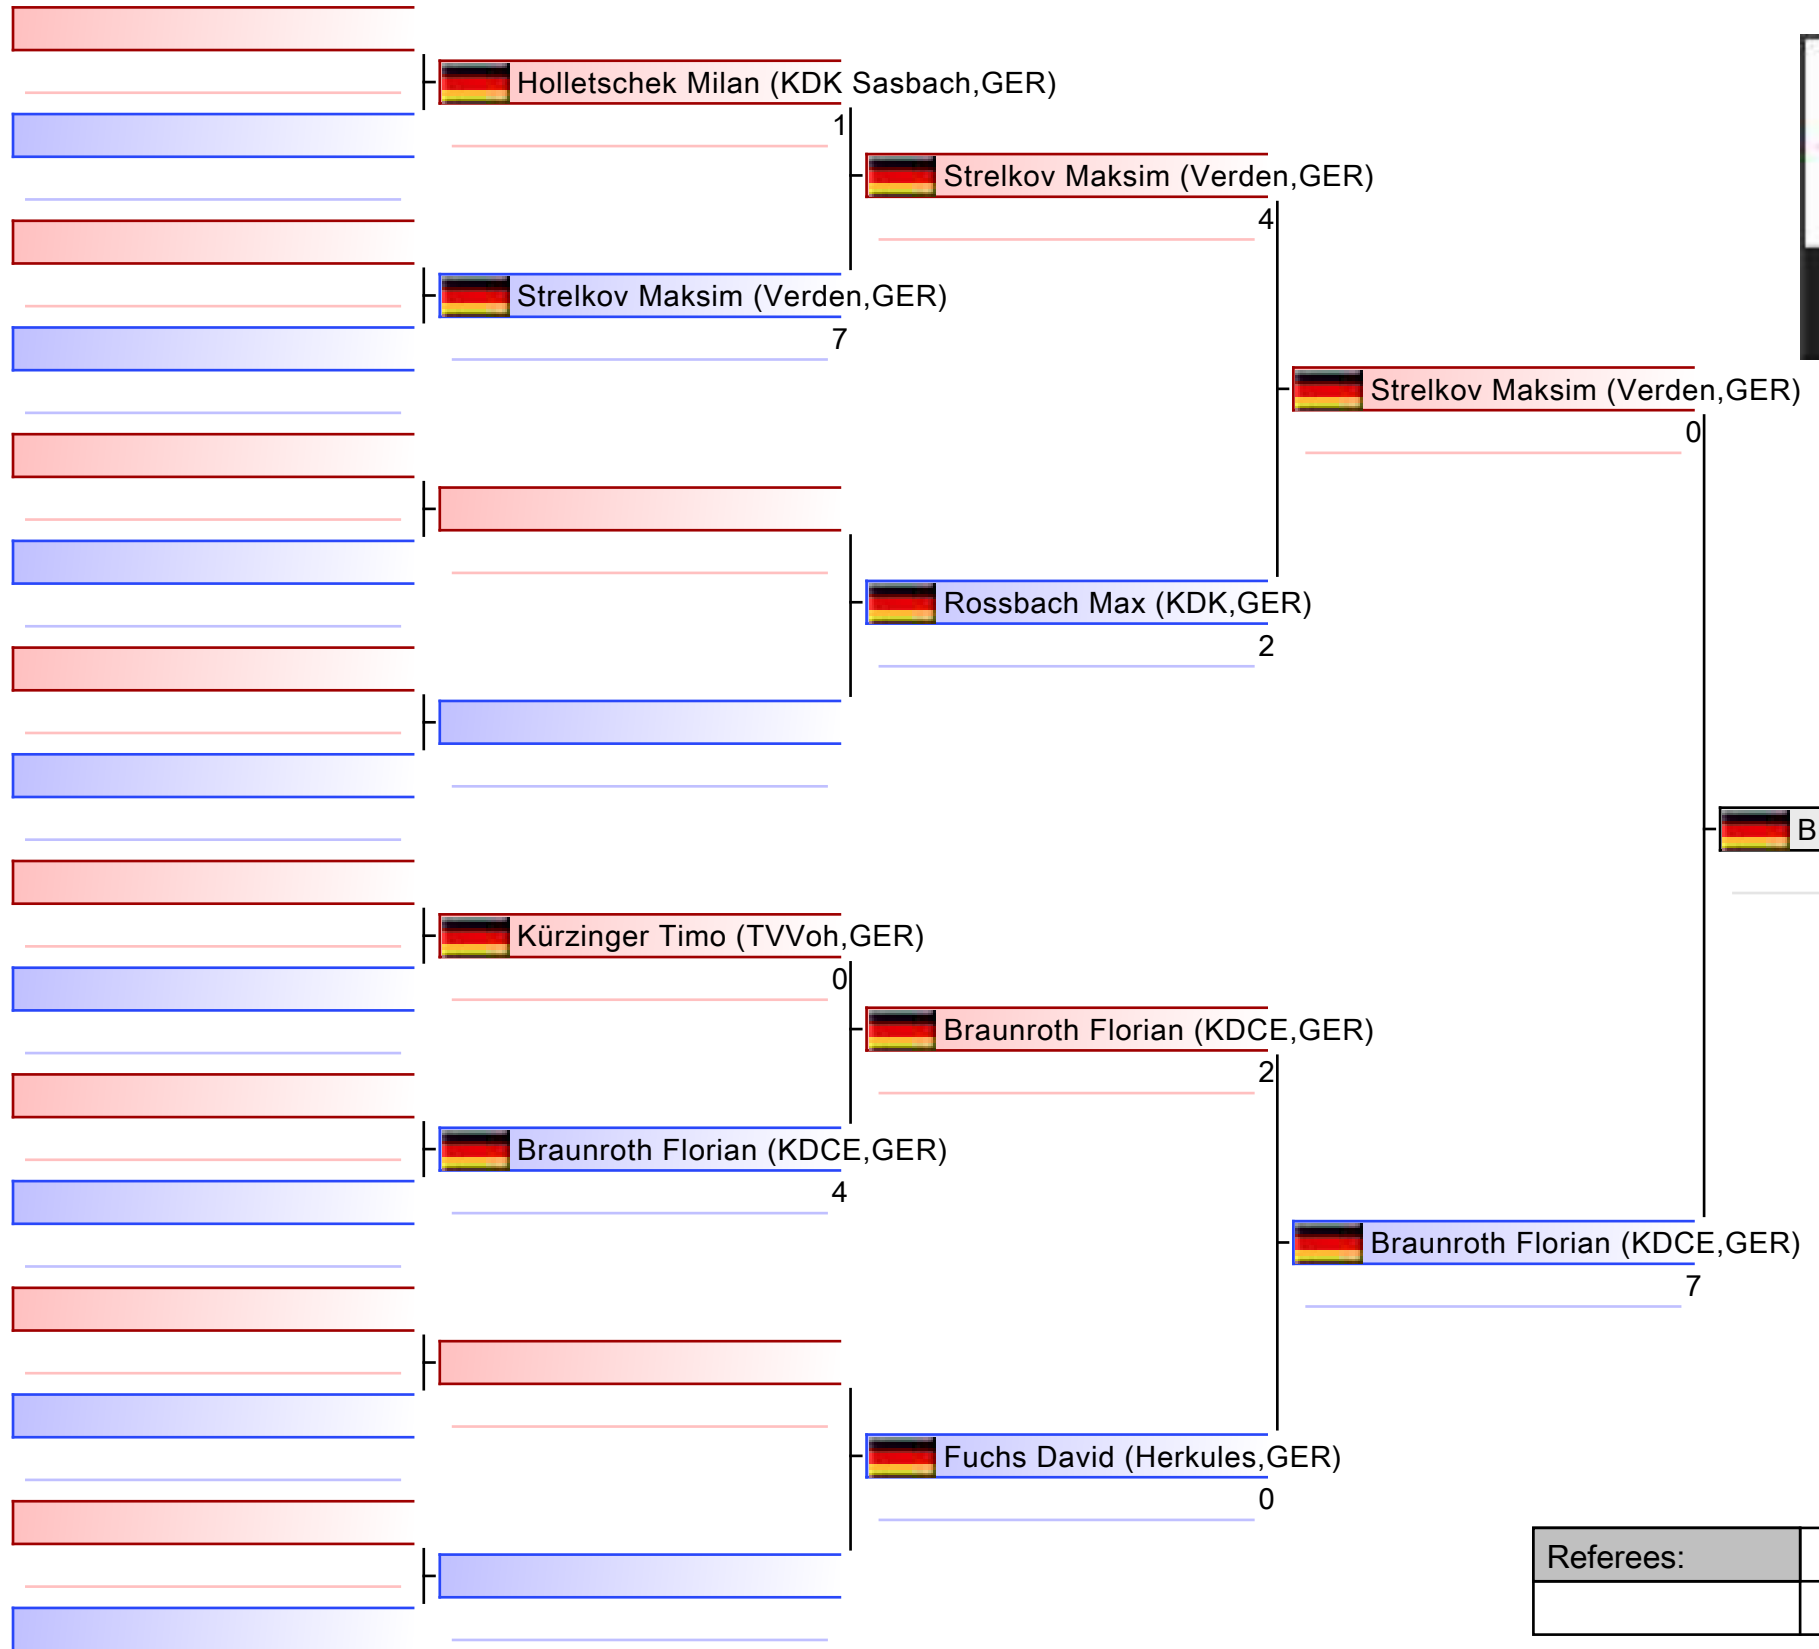 Holletschek Milan (KDK Sasbach,GER)
1
Strelkov Maksim (Verden,GER)
4
Strelkov Maksim (Verden,GER)
7
Strelkov Maksim (Verden,GER)
0
Rossbach Max (KDK,GER)
2
B
Kürzinger Timo (TVVoh,GER)
0
Braunroth Florian (KDCE,GER)
2
Braunroth Florian (KDCE,GER)
4
Braunroth Florian (KDCE,GER)
7
Fuchs David (Herkules,GER)
0
Referees: